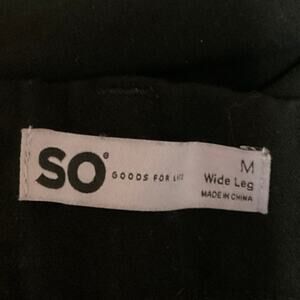 SO®
GOODS FOR LIFE
M
Wide Leg
MADE IN CHINA